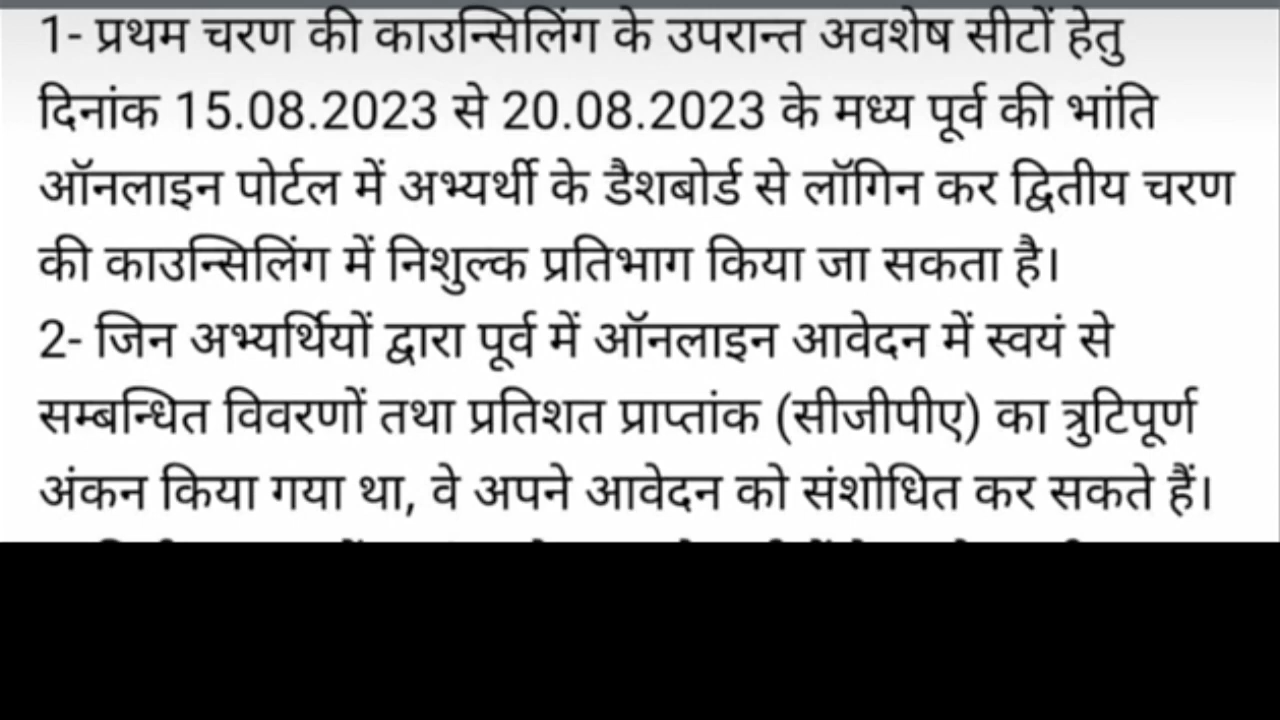 1- प्रथम चरण की काउन्सिलिंग के उपरान्त अवशेष सीटों हेतु
दिनांक 15.08.2023 से 20.08.2023 के मध्य पूर्व की भांति
ऑनलाइन पोर्टल में अभ्यर्थी के डैशबोर्ड से लॉगिन कर द्वितीय चरण
की काउन्सिलिंग में निशुल्क प्रतिभाग किया जा सकता है।
2- जिन अभ्यर्थियों द्वारा पूर्व में ऑनलाइन आवेदन में स्वयं से
सम्बन्धित विवरणों तथा प्रतिशत प्राप्तांक (सीजीपीए) का त्रुटिपूर्ण
अंकन किया गया था, वे अपने आवेदन को संशोधित कर सकते हैं।